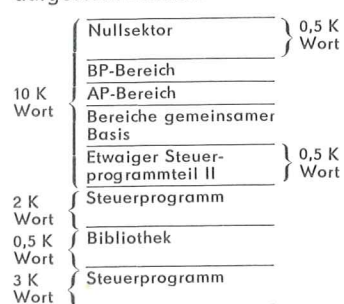 Nullsektor
0,5 K
Wort
BP-Bereich
10 K
Wort
AP-Bereich
Bereiche gemeinsamer
Basis
Etwaiger Steuer-
programmteil II
0,5 K
Wort
2 K
Wort
Steuerprogramm
0,5 K
Wort
Bibliothek
3 K
Wort
Steuerprogramm